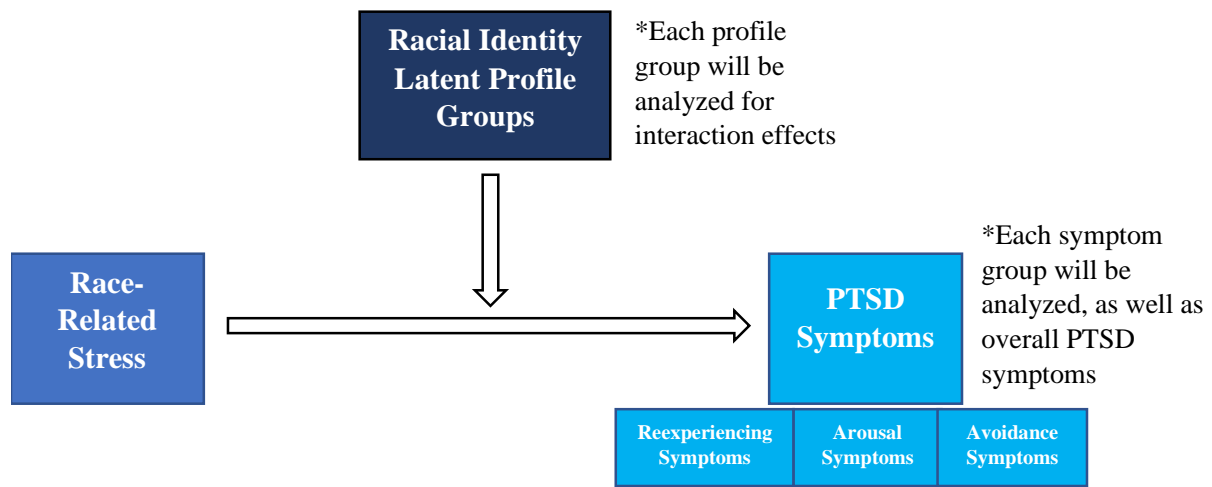 Racial Identity
Latent Profile
Groups
*Each profile
group will be
analyzed for
interaction effects
Race-
Related
Stress
PTSD
Symptoms
*Each symptom
group will be
analyzed, as well as
overall PTSD
symptoms
Reexperiencing
Symptoms
Arousal
Symptoms
Avoidance
Symptoms